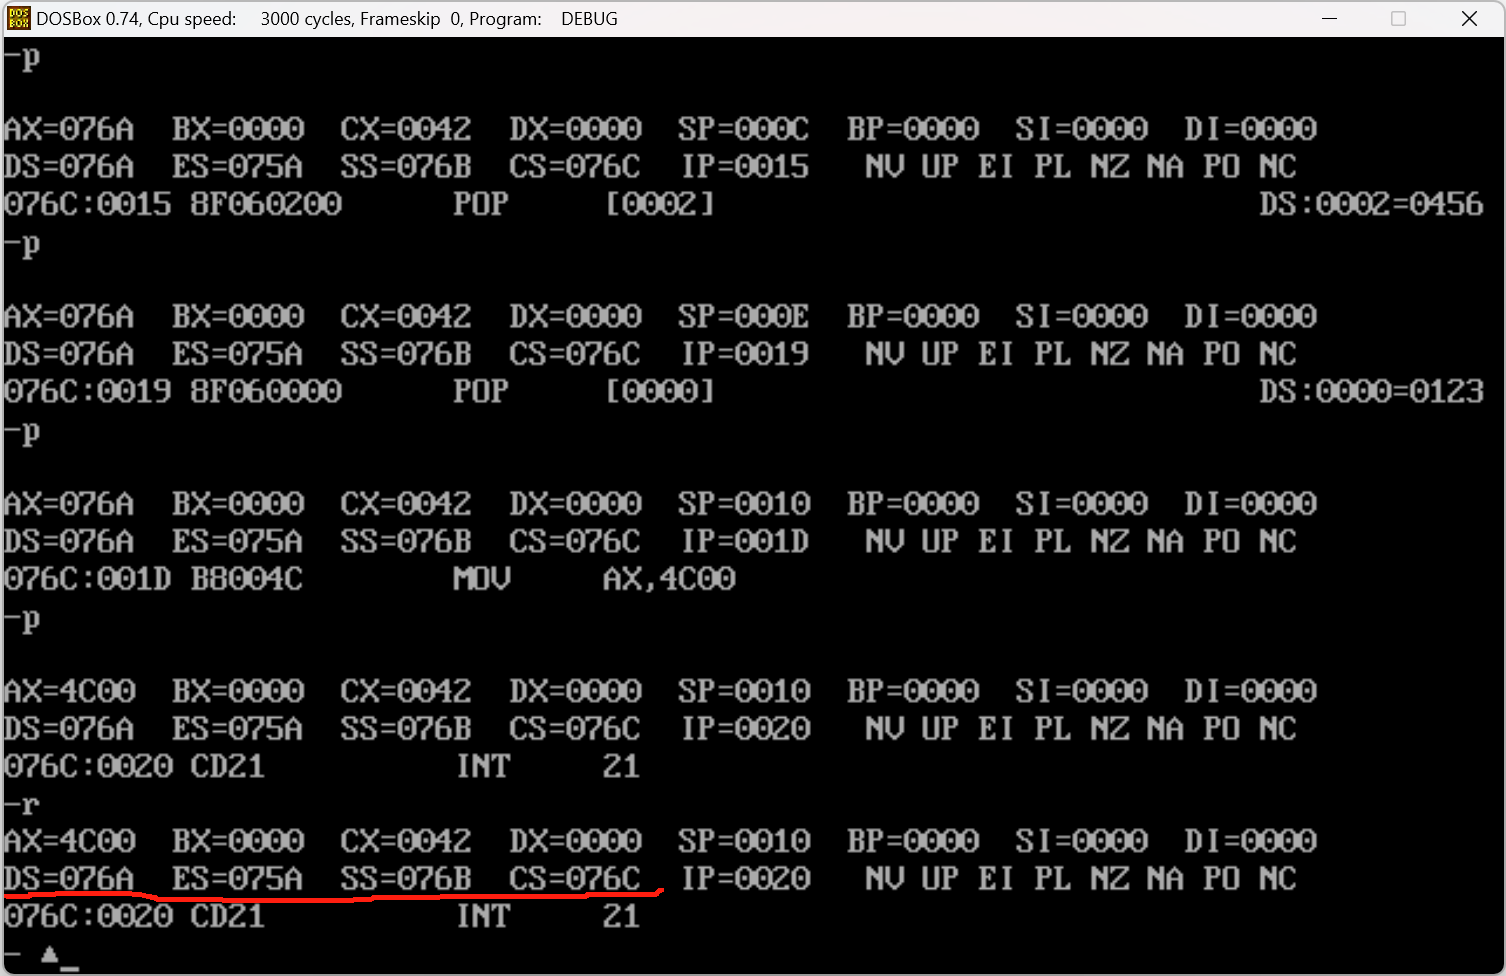 DOS
BOX
DOSBox 0.74, Cpu speed:    3000 cycles, Frameskip  0, Program:    DEBUG
-p
AX=076A  BX=0000  CX=0042  DX=0000  SP=000C  BP=0000  SI=0000  DI=0000
DS=076A  ES=075A  SS=076B  CS=076C  IP=0015   NV UP EI PL NZ NA PO NC
076C:0015 8F060200      POP     [0002]                             DS:0002=0456
-p
AX=076A  BX=0000  CX=0042  DX=0000  SP=000E  BP=0000  SI=0000  DI=0000
DS=076A  ES=075A  SS=076B  CS=076C  IP=0019   NV UP EI PL NZ NA PO NC
076C:0019 8F060000      POP     [0000]                             DS:0000=0123
-p
AX=076A  BX=0000  CX=0042  DX=0000  SP=0010  BP=0000  SI=0000  DI=0000
DS=076A  ES=075A  SS=076B  CS=076C  IP=001D   NV UP EI PL NZ NA PO NC
076C:001D B8004C        MOV     AX,4C00
-p
AX=4C00  BX=0000  CX=0042  DX=0000  SP=0010  BP=0000  SI=0000  DI=0000
DS=076A  ES=075A  SS=076B  CS=076C  IP=0020   NV UP EI PL NZ NA PO NC
076C:0020 CD21          INT     21
-r
AX=4C00  BX=0000  CX=0042  DX=0000  SP=0010  BP=0000  SI=0000  DI=0000
DS=076A  ES=075A  SS=076B  CS=076C  IP=0020   NV UP EI PL NZ NA PO NC
076C:0020 CD21          INT     21
- ▲_